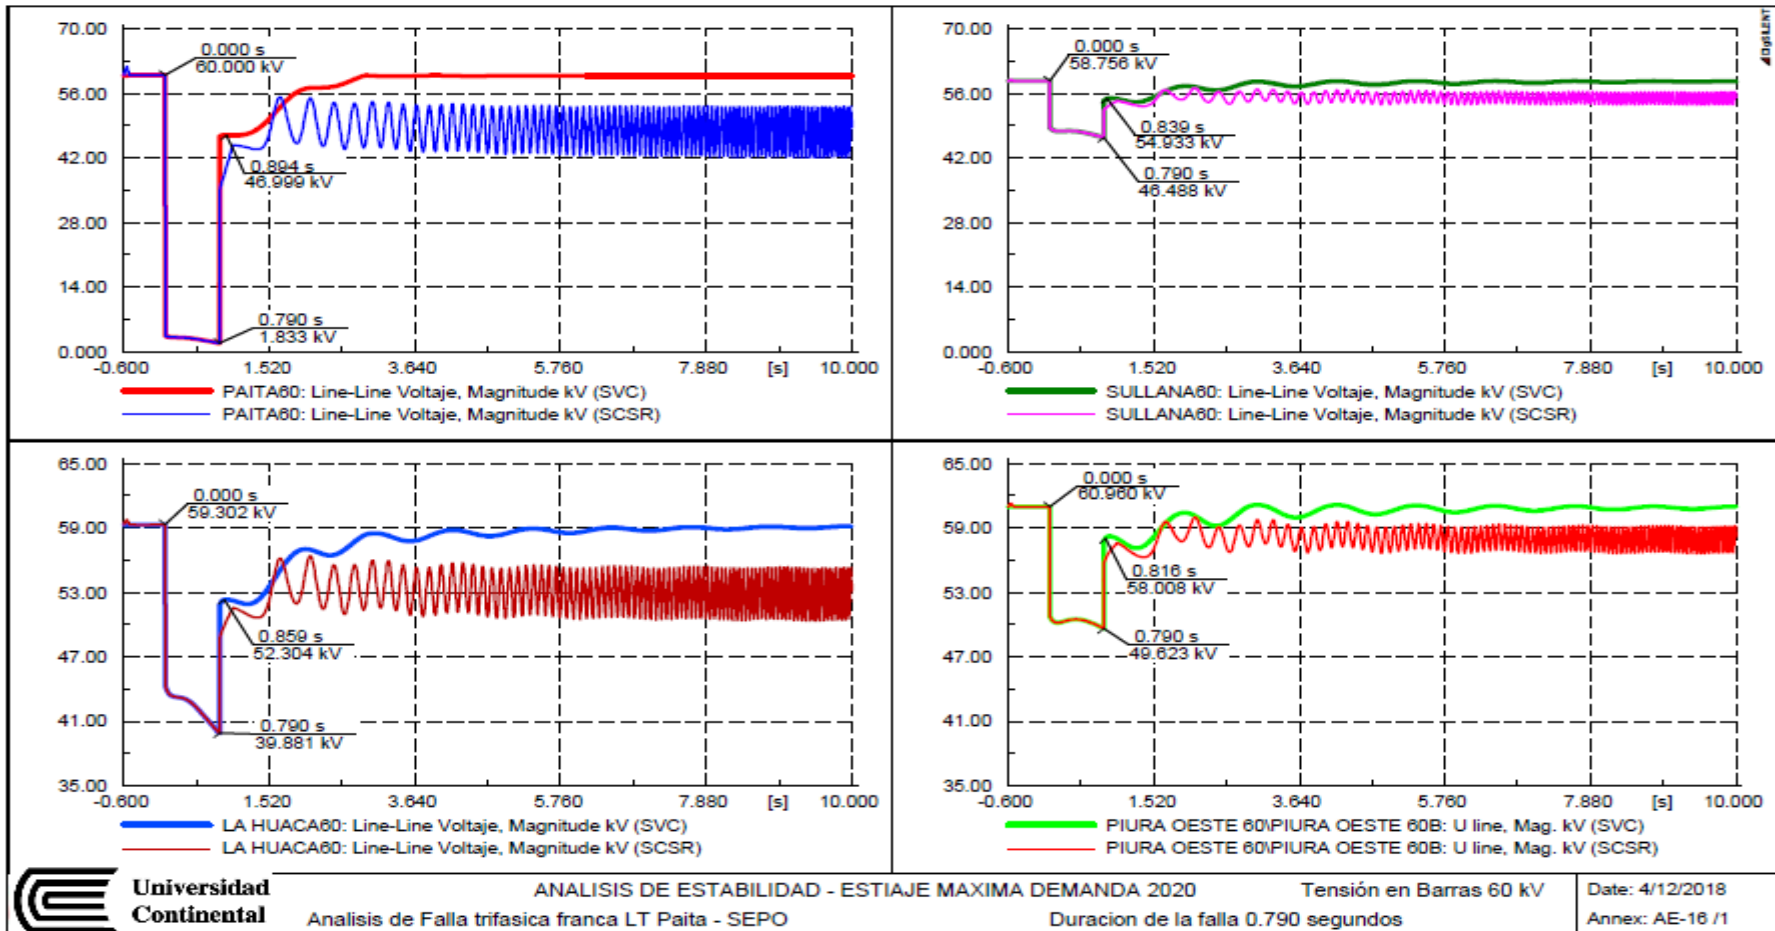 70.00
56.00
42.00
28.00
14.00
0.000
-0.600
1.520
3.640
5.760
7.880
[s]
10.000
0.000 s
60.000 kV
0.894 s
46.999 kV
0.790 s
1.833 kV
PAITA60: Line-Line Voltaje, Magnitude kV (SVC)
PAITA60: Line-Line Voltaje, Magnitude kV (SCSR)
70.00
56.00
42.00
28.00
14.00
0.000
-0.600
1.520
3.640
5.760
7.880
[s]
10.000
0.000 s
58.756 kV
0.839 s
54.933 kV
0.790 s
46.488 kV
SULLANA60: Line-Line Voltaje, Magnitude kV (SVC)
SULLANA60: Line-Line Voltaje, Magnitude kV (SCSR)
DIgSILENT
65.00
59.00
53.00
47.00
41.00
35.00
-0.600
1.520
3.640
5.760
7.880
[s]
10.000
0.000 s
59.302 kV
0.859 s
52.304 kV
0.790 s
39.881 kV
LA HUACA60: Line-Line Voltaje, Magnitude kV (SVC)
LA HUACA60: Line-Line Voltaje, Magnitude kV (SCSR)
65.00
59.00
53.00
47.00
41.00
35.00
-0.600
1.520
3.640
5.760
7.880
[s]
10.000
0.000 s
60.960 kV
0.816 s
58.008 kV
0.790 s
49.623 kV
PIURA OESTE 60\PIURA OESTE 60B: U line, Mag. kV (SVC)
PIURA OESTE 60\PIURA OESTE 60B: U line, Mag. kV (SCSR)
Universidad
Continental
ANALISIS DE ESTABILIDAD - ESTIAJE MAXIMA DEMANDA 2020
Tensión en Barras 60 kV
Analisis de Falla trifasica franca LT Paita - SEPO
Duracion de la falla 0.790 segundos
Date: 4/12/2018
Annex: AE-16 /1